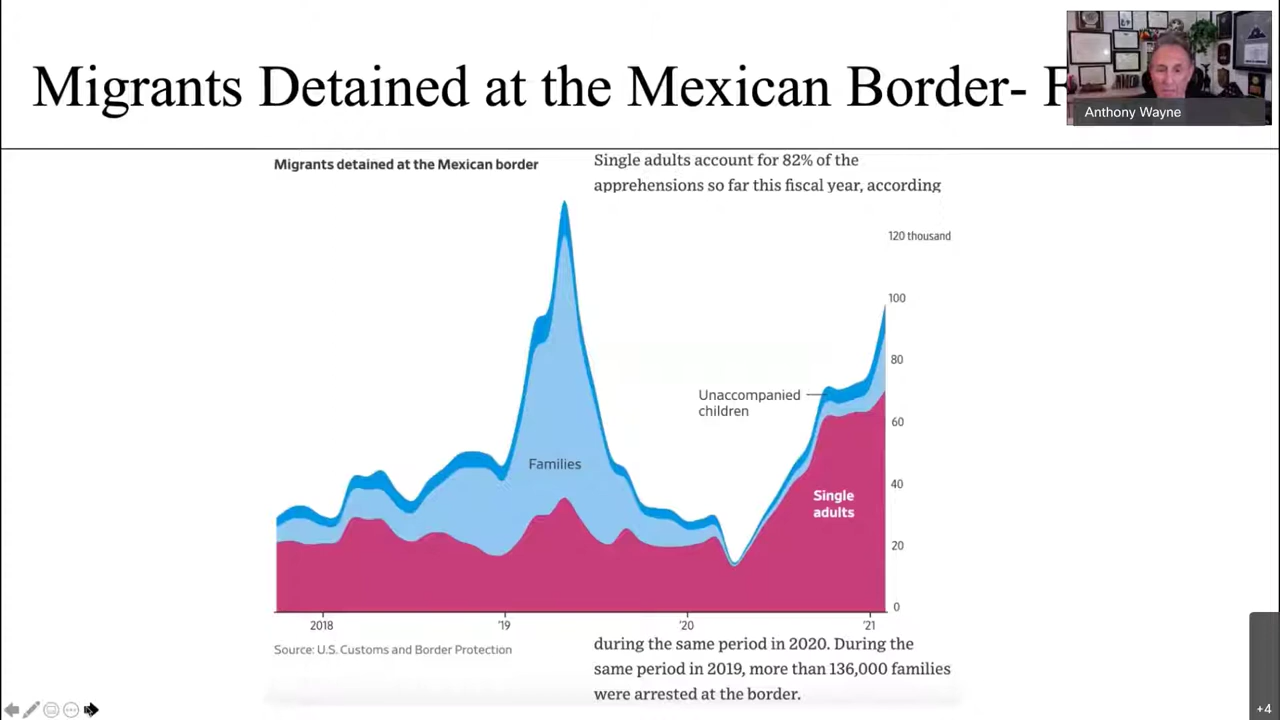 Migrants Detained at the Mexican Border- F
Anthony Wayne
Migrants detained at the Mexican border
Single adults account for 82% of the
apprehensions so far this fiscal year, according
120 thousand
100
80
Unaccompanied
children
60
Families
40
Single
adults
20
0
2018
'19
'20
'21
Source: U.S. Customs and Border Protection
during the same period in 2020. During the
same period in 2019, more than 136,000 families
were arrested at the border.
+4